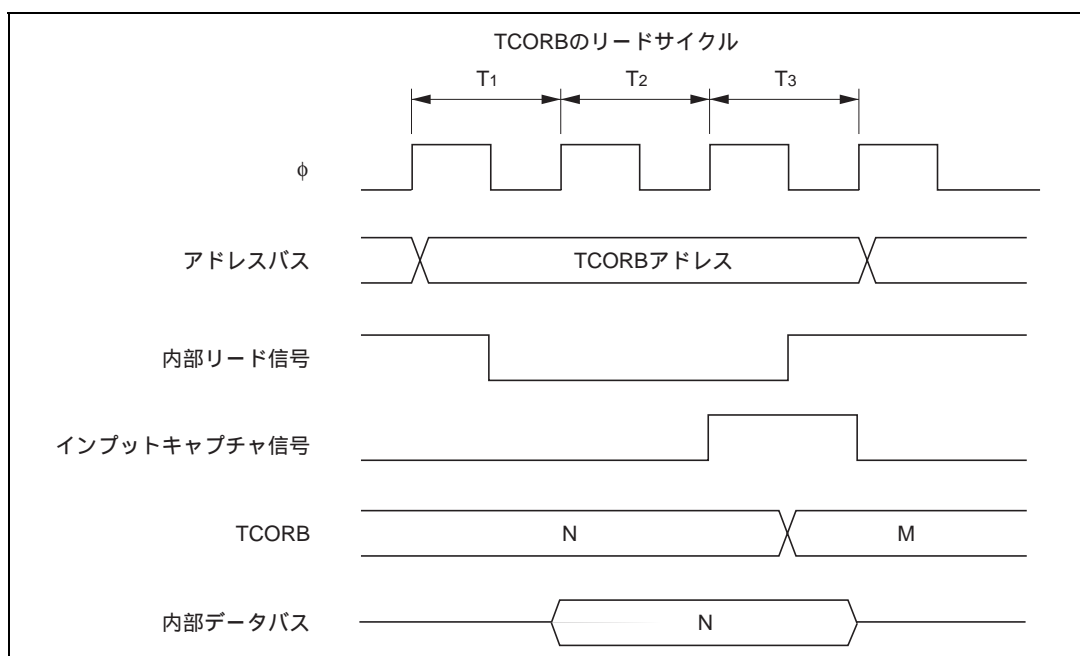 TCORBのリードサイクル
T1 T2 T3
φ
アドレスバス TCORBアドレス
内部リード信号
インプットキャプチャ信号
TCORB N M
内部データバス N